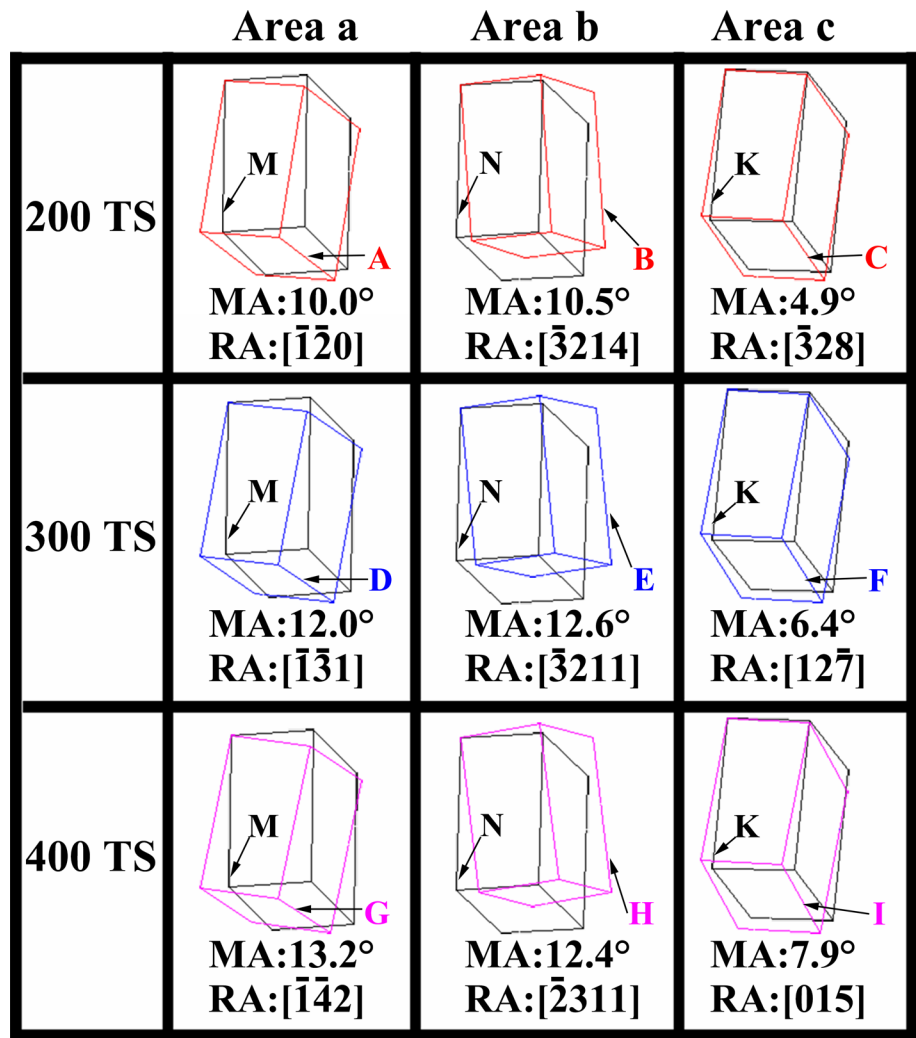 Area a Area b Area c
200 TS
M
A
MA:10.0°
RA:[1̄2̄0]
N
B
MA:10.5°
RA:[3̄214]
K
C
MA:4.9°
RA:[3̄28]
300 TS
M
D
MA:12.0°
RA:[1̄3̄1]
N
E
MA:12.6°
RA:[3̄211]
K
F
MA:6.4°
RA:[127̄]
400 TS
M
G
MA:13.2°
RA:[1̄4̄2]
N
H
MA:12.4°
RA:[2̄311]
K
I
MA:7.9°
RA:[015]